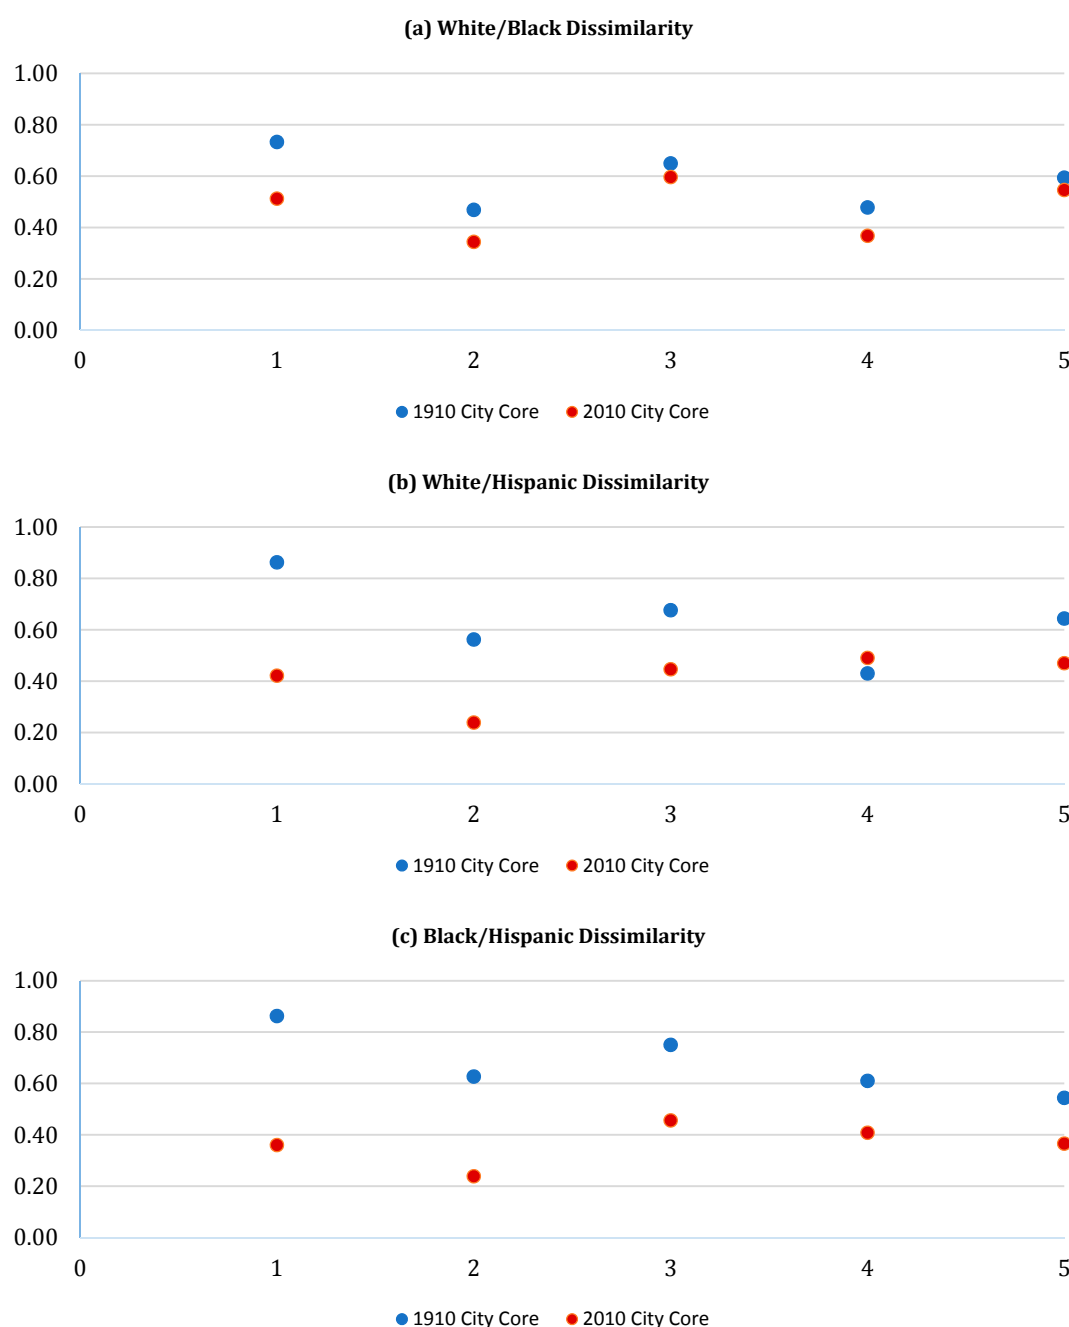 (a) White/Black Dissimilarity
1.00
0.80
0.60
0.40
0.20
0.00
0 1 2 3 4 5
1910 City Core 2010 City Core
(b) White/Hispanic Dissimilarity
1.00
0.80
0.60
0.40
0.20
0.00
0 1 2 3 4 5
1910 City Core 2010 City Core
(c) Black/Hispanic Dissimilarity
1.00
0.80
0.60
0.40
0.20
0.00
0 1 2 3 4 5
1910 City Core 2010 City Core